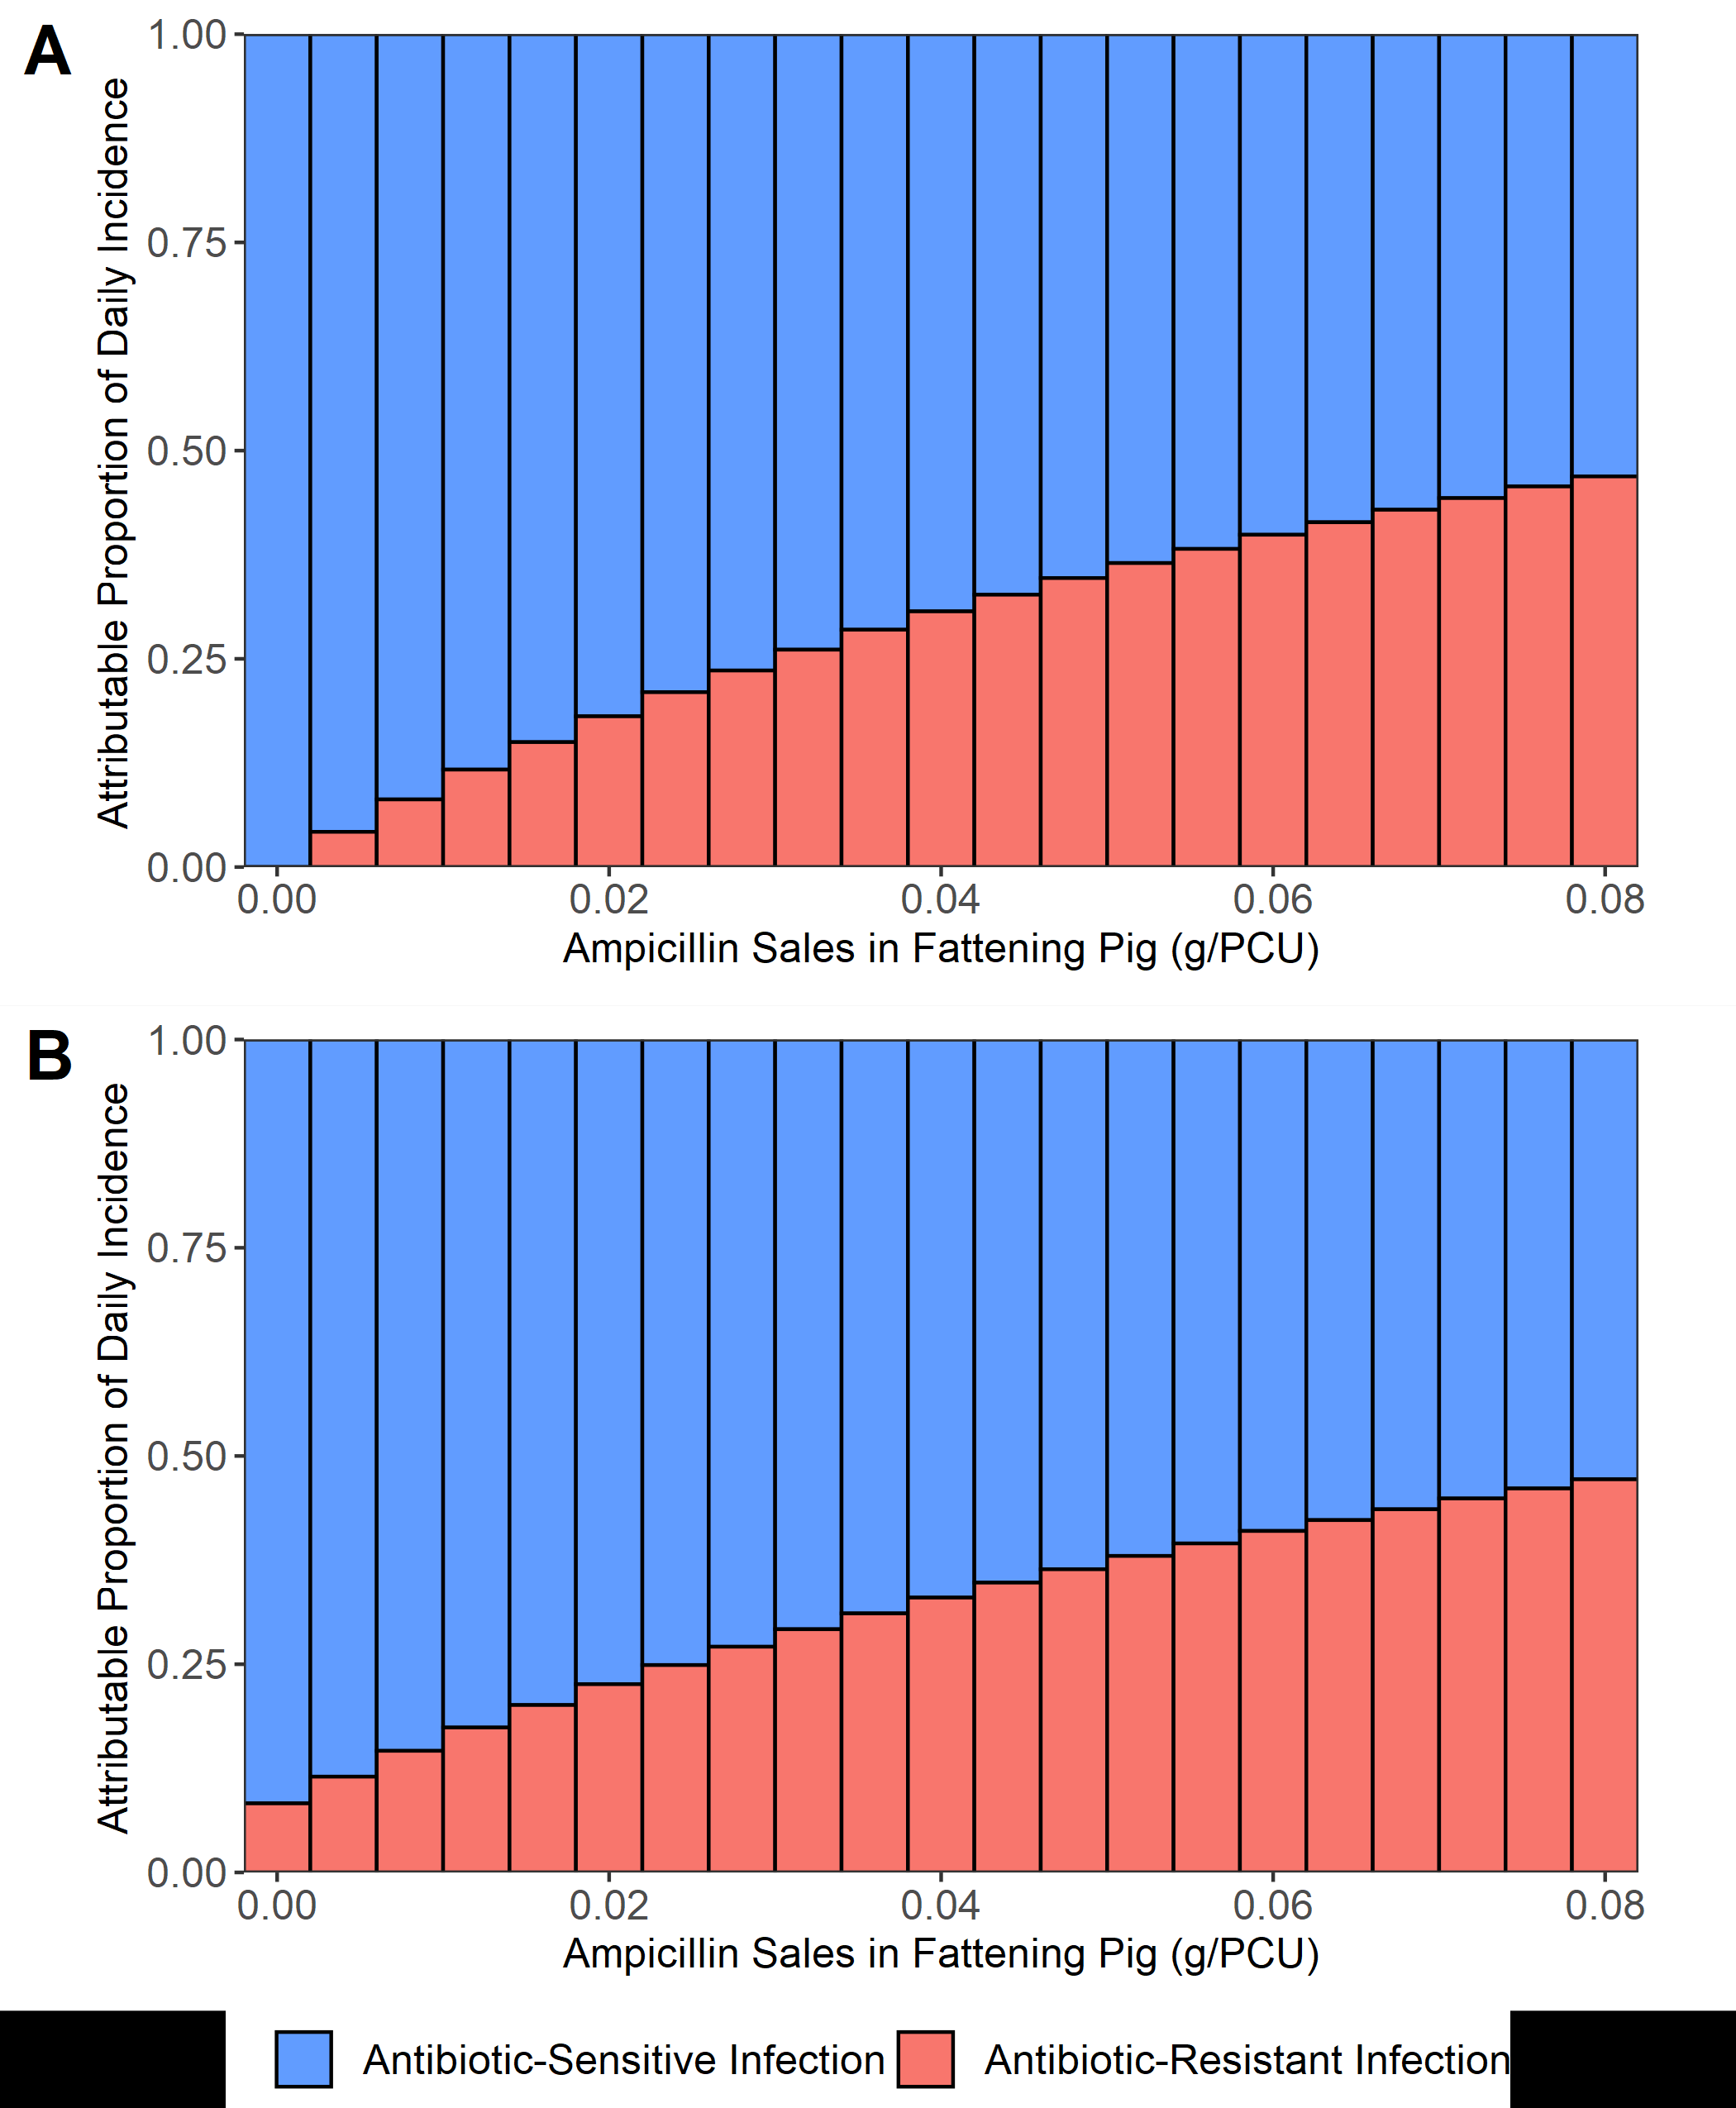 A
Attributable Proportion of Daily Incidence
1.00
0.75
0.50
0.25
0.00
0.00 0.02 0.04 0.06 0.08
Ampicillin Sales in Fattening Pig (g/PCU)
B
Attributable Proportion of Daily Incidence
1.00
0.75
0.50
0.25
0.00
0.00 0.02 0.04 0.06 0.08
Ampicillin Sales in Fattening Pig (g/PCU)
Antibiotic-Sensitive Infection Antibiotic-Resistant Infection